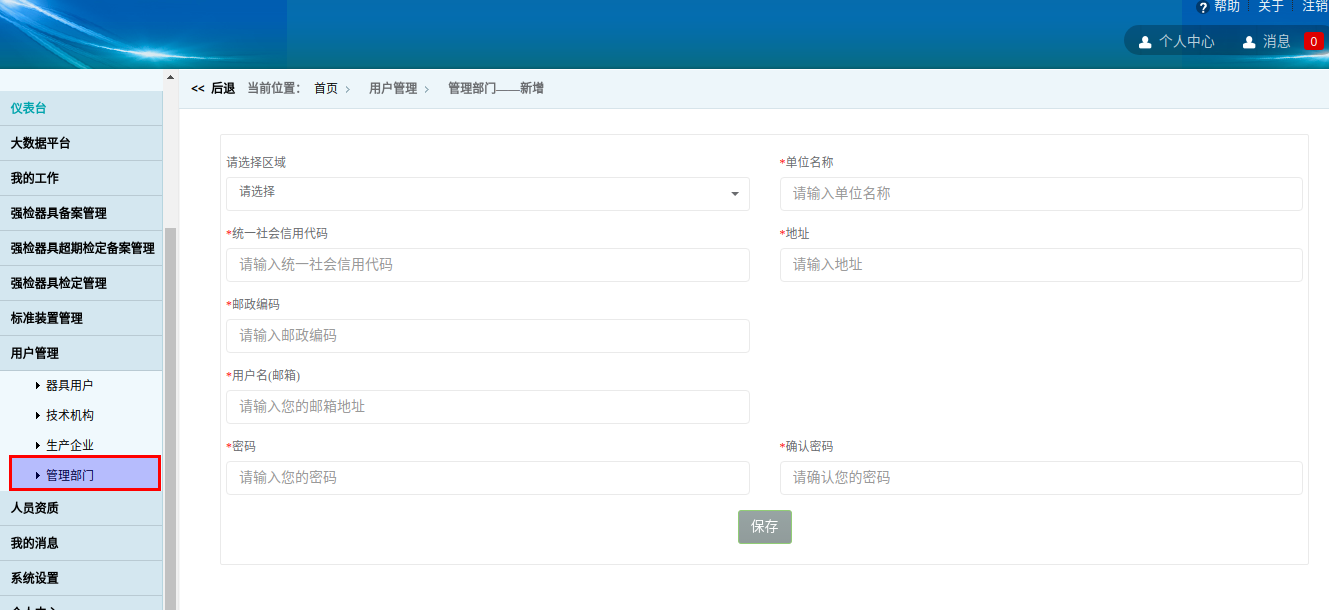 帮助 关于 注销
个人中心 消息 0
<< 后退 当前位置： 首页 > 用户管理 > 管理部门——新增
仪表台
大数据平台
我的工作
强检器具备案管理
强检器具超期检定备案管理
强检器具检定管理
标准装置管理
用户管理
器具用户
技术机构
生产企业
管理部门
人员资质
我的消息
系统设置
个人中心
请选择区域
请选择
*单位名称
请输入单位名称
*统一社会信用代码
请输入统一社会信用代码
*地址
请输入地址
*邮政编码
请输入邮政编码
*用户名(邮箱)
请输入您的邮箱地址
*密码
请输入您的密码
*确认密码
请确认您的密码
保存